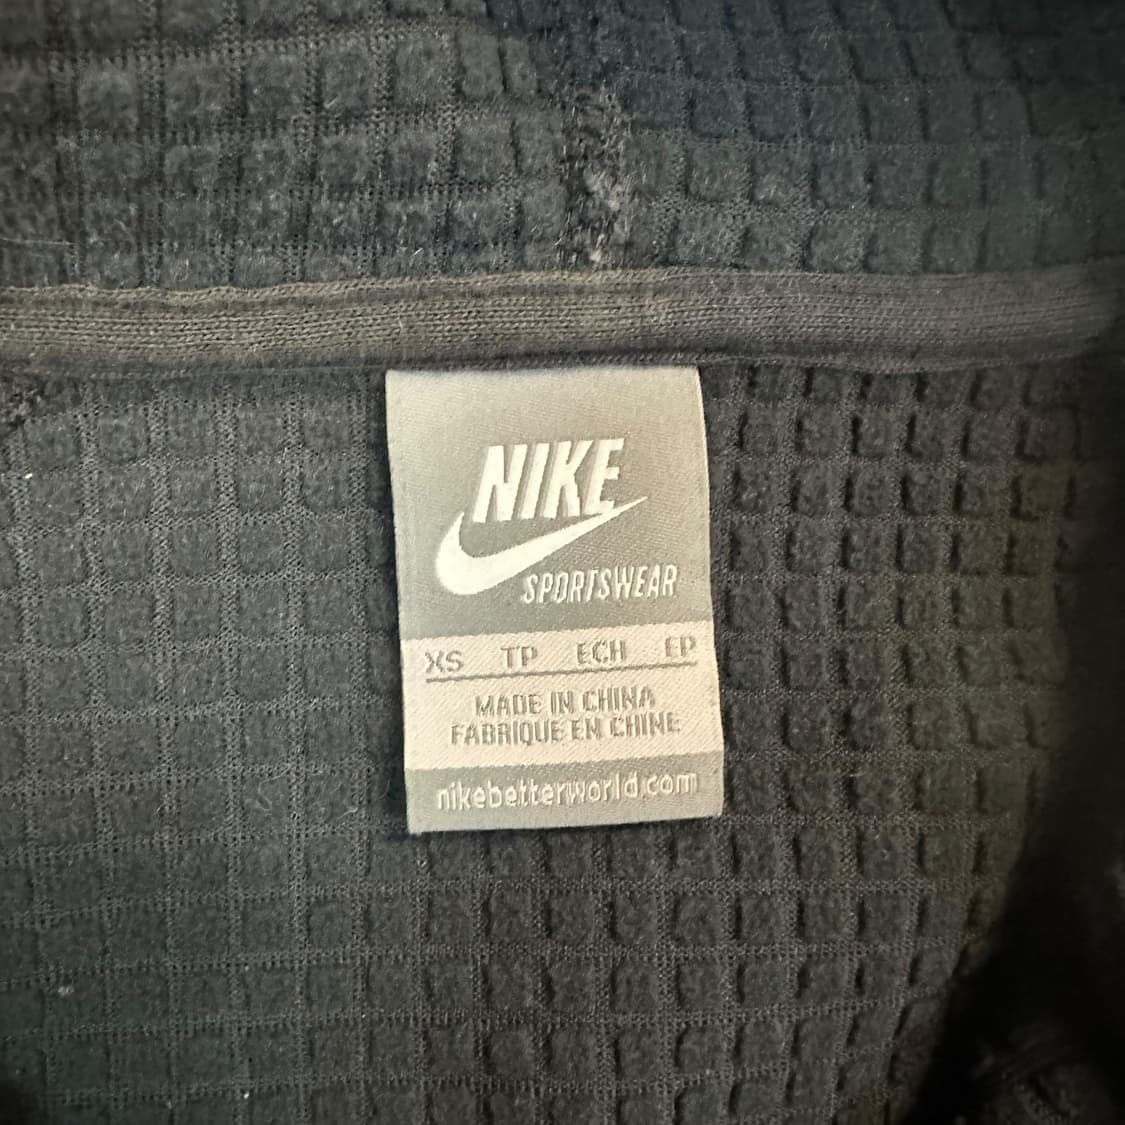 NIKE
SPORTSWEAR
XS TP ECH EP
MADE IN CHINA
FABRIQUE EN CHINE
nikebetterworld.com